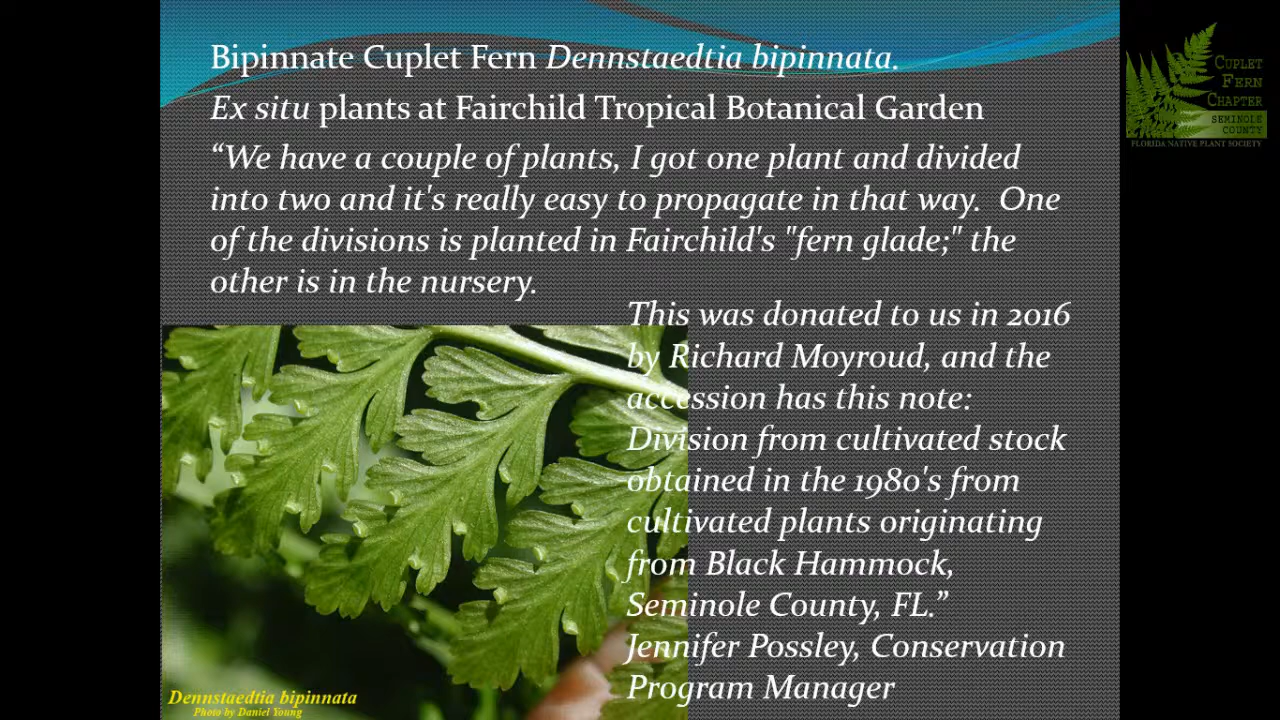 Bipinnate Cuplet Fern Dennstaedtia bipinnata.
Ex situ plants at Fairchild Tropical Botanical Garden
“We have a couple of plants, I got one plant and divided
into two and it's really easy to propagate in that way.  One
of the divisions is planted in Fairchild's "fern glade;" the
other is in the nursery.
This was donated to us in 2016
by Richard Moyroud, and the
accession has this note:
Division from cultivated stock
obtained in the 1980's from
cultivated plants originating
from Black Hammock,
Seminole County, FL.”
Jennifer Possley, Conservation
Program Manager
Dennstaedtia bipinnata
Photo by Daniel Young
Cuplet
Fern
Chapter
Seminole
County
Florida Native Plant Society